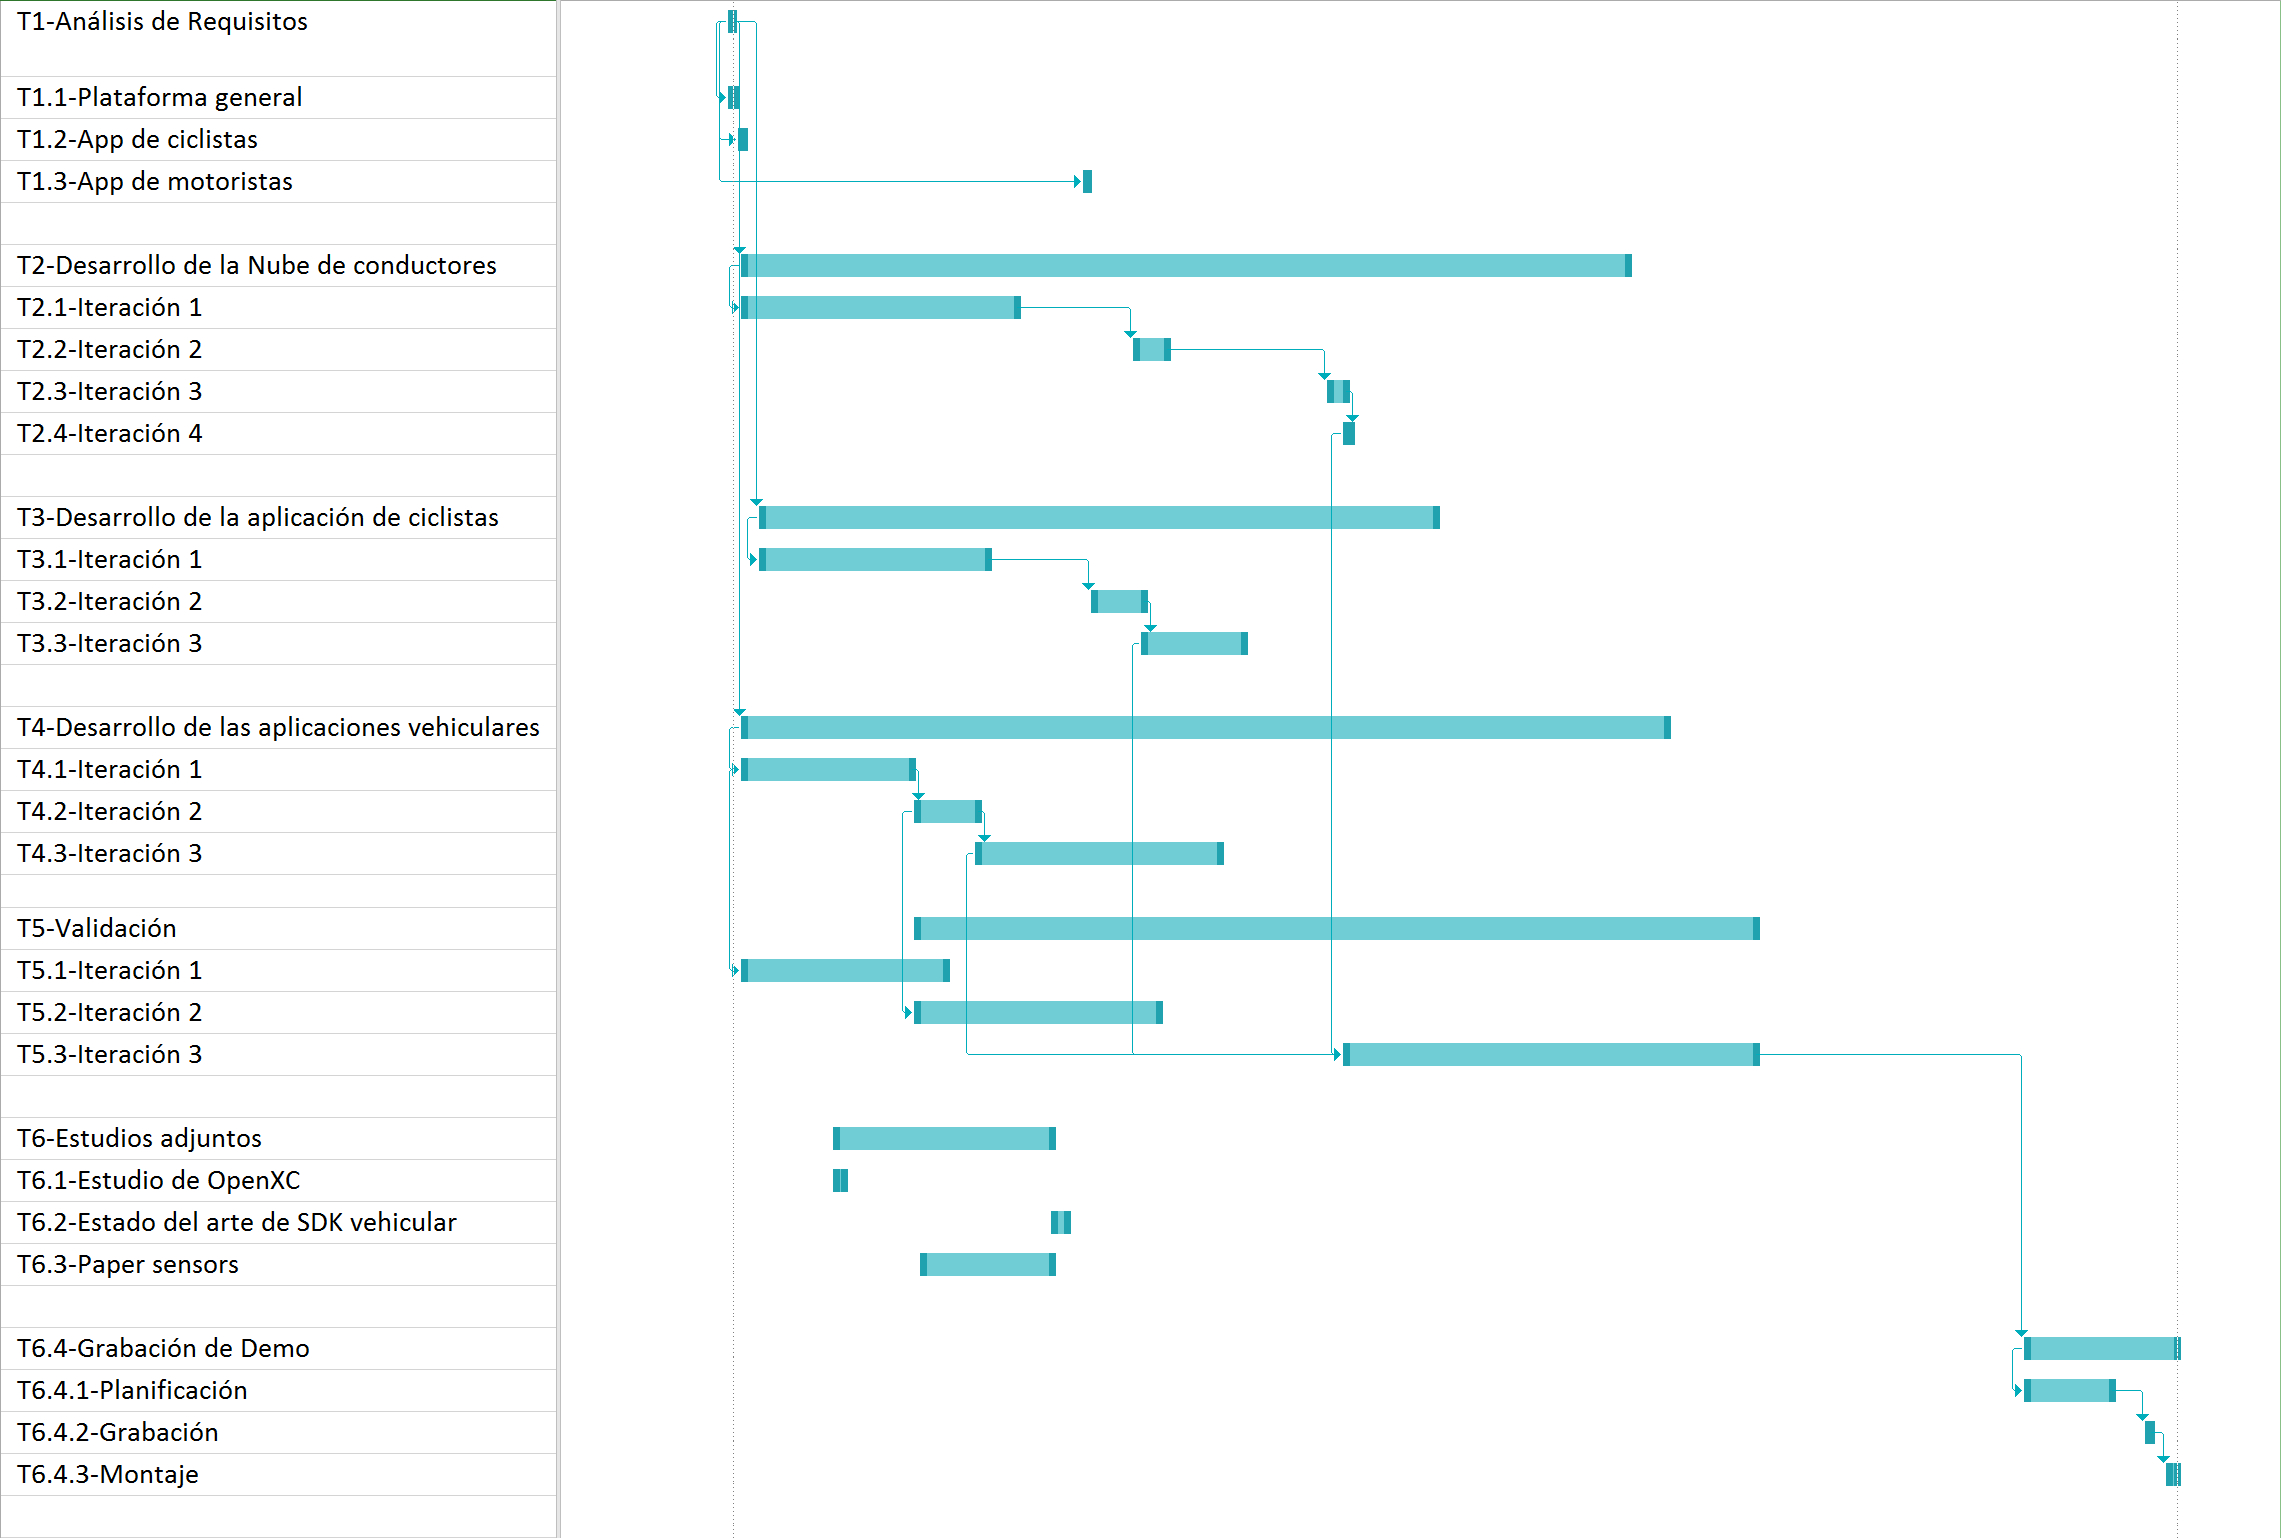 T1-Análisis de Requisitos
T1.1-Plataforma general
T1.2-App de ciclistas
T1.3-App de motoristas
T2-Desarrollo de la Nube de conductores
T2.1-Iteración 1
T2.2-Iteración 2
T2.3-Iteración 3
T2.4-Iteración 4
T3-Desarrollo de la aplicación de ciclistas
T3.1-Iteración 1
T3.2-Iteración 2
T3.3-Iteración 3
T4-Desarrollo de las aplicaciones vehiculares
T4.1-Iteración 1
T4.2-Iteración 2
T4.3-Iteración 3
T5-Validación
T5.1-Iteración 1
T5.2-Iteración 2
T5.3-Iteración 3
T6-Estudios adjuntos
T6.1-Estudio de OpenXC
T6.2-Estado del arte de SDK vehicular
T6.3-Paper sensors
T6.4-Grabación de Demo
T6.4.1-Planificación
T6.4.2-Grabación
T6.4.3-Montaje